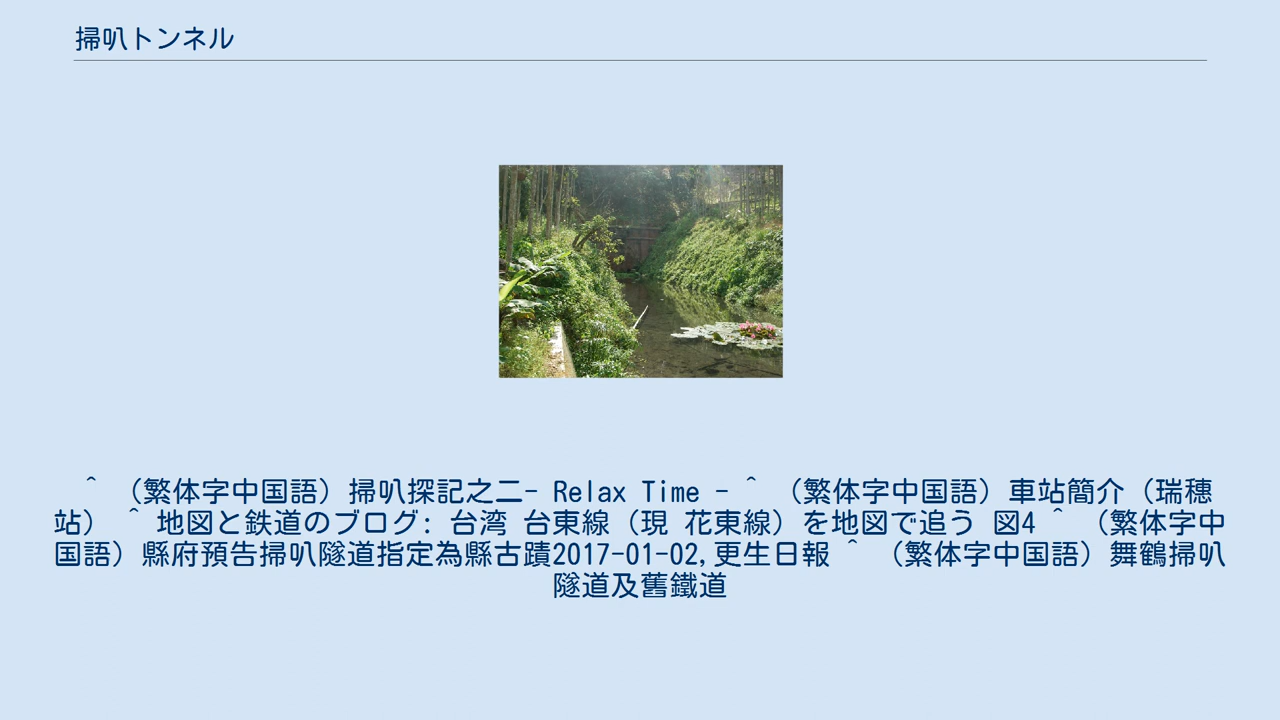 掃叭トンネル
^ （繁体字中国語）掃叭探記之二- Relax Time - ^ （繁体字中国語）車站簡介（瑞穗
站） ^ 地図と鉄道のブログ: 台湾 台東線（現 花東線）を地図で追う 図4 ^ （繁体字中
国語）縣府預告掃叭隧道指定為縣古蹟2017-01-02,更生日報 ^ （繁体字中国語）舞鶴掃叭
隧道及舊鐵道